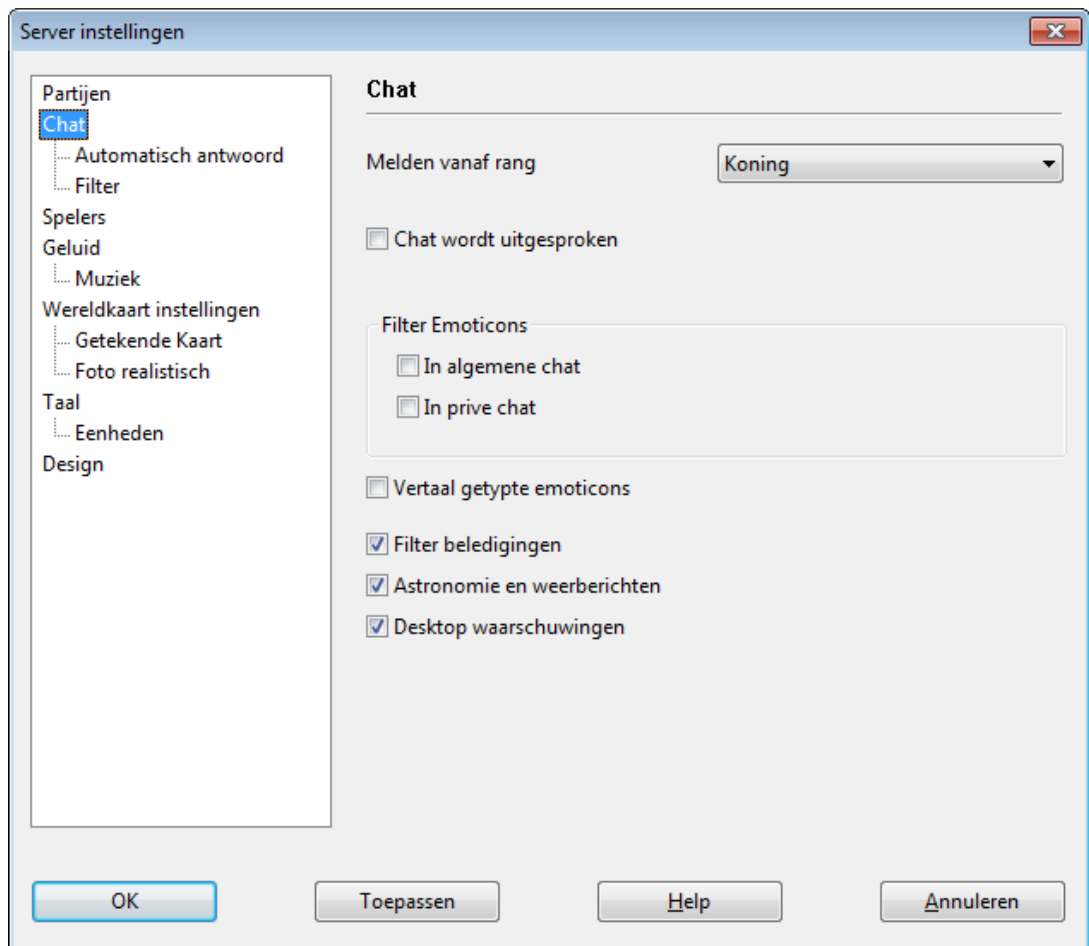 Server instellingen
Partijen
Chat
Automatisch antwoord
Filter
Spelers
Geluid
Muziek
Wereldkaart instellingen
Getekende Kaart
Foto realistisch
Taal
Eenheden
Design
Chat
Melden vanaf rang
Koning
Chat wordt uitgesproken
Filter Emoticons
In algemene chat
In prive chat
Vertaal getypte emoticons
Filter beledigingen
Astronomie en weerberichten
Desktop waarschuwingen
OK
Toepassen
Help
Annuleren